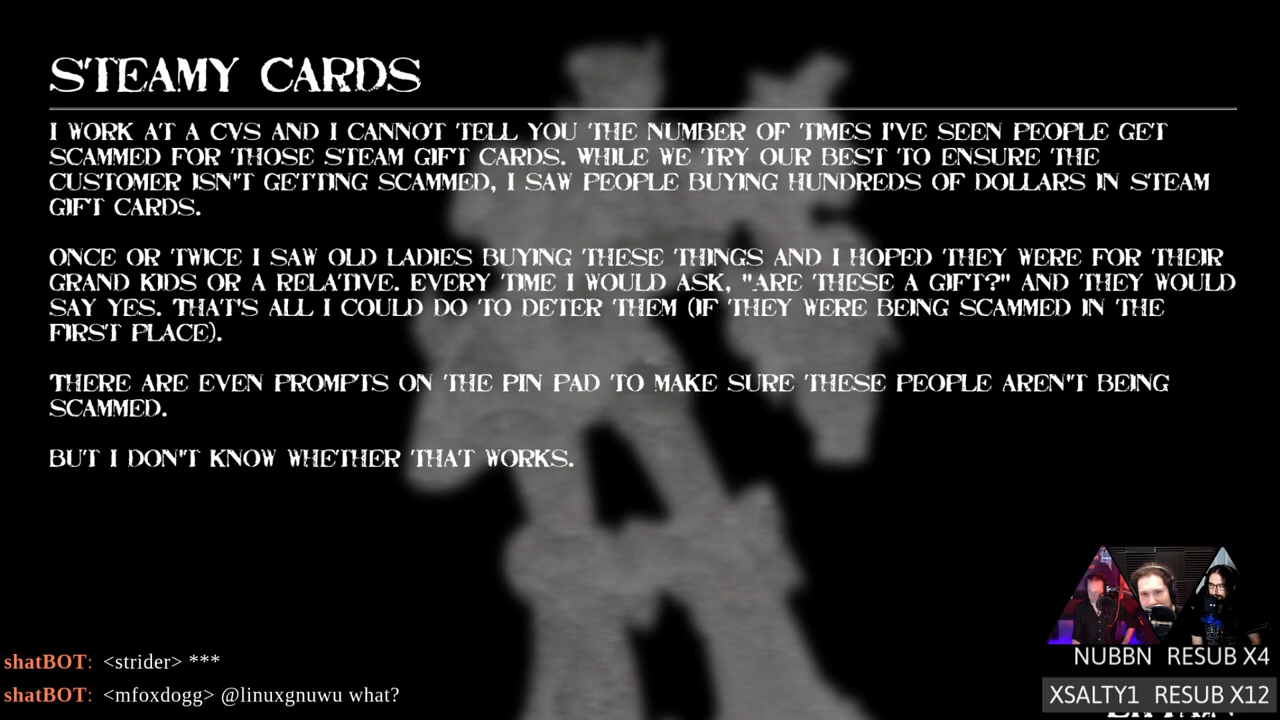 STEAMY CARDS
I WORK AT A CVS AND I CANNOT TELL YOU THE NUMBER OF TIMES I'VE SEEN PEOPLE GET
SCAMMED FOR THOSE STEAM GIFT CARDS. WHILE WE TRY OUR BEST TO ENSURE THE
CUSTOMER ISN'T GETTING SCAMMED, I SAW PEOPLE BUYING HUNDREDS OF DOLLARS IN STEAM
GIFT CARDS.
ONCE OR TWICE I SAW OLD LADIES BUYING THESE THINGS AND I HOPED THEY WERE FOR THEIR
GRAND KIDS OR A RELATIVE. EVERY TIME I WOULD ASK, "ARE THESE A GIFT?" AND THEY WOULD
SAY YES. THAT'S ALL I COULD DO TO DETER THEM (IF THEY WERE BEING SCAMMED IN THE
FIRST PLACE).
THERE ARE EVEN PROMPTS ON THE PIN PAD TO MAKE SURE THESE PEOPLE AREN'T BEING
SCAMMED.
BUT I DON'T KNOW WHETHER THAT WORKS.
shatBOT: <strider> ***
shatBOT: <mfoxdogg> @linuxgnuwu what?
NUBBN RESUB X4
XSALTY1 RESUB X12